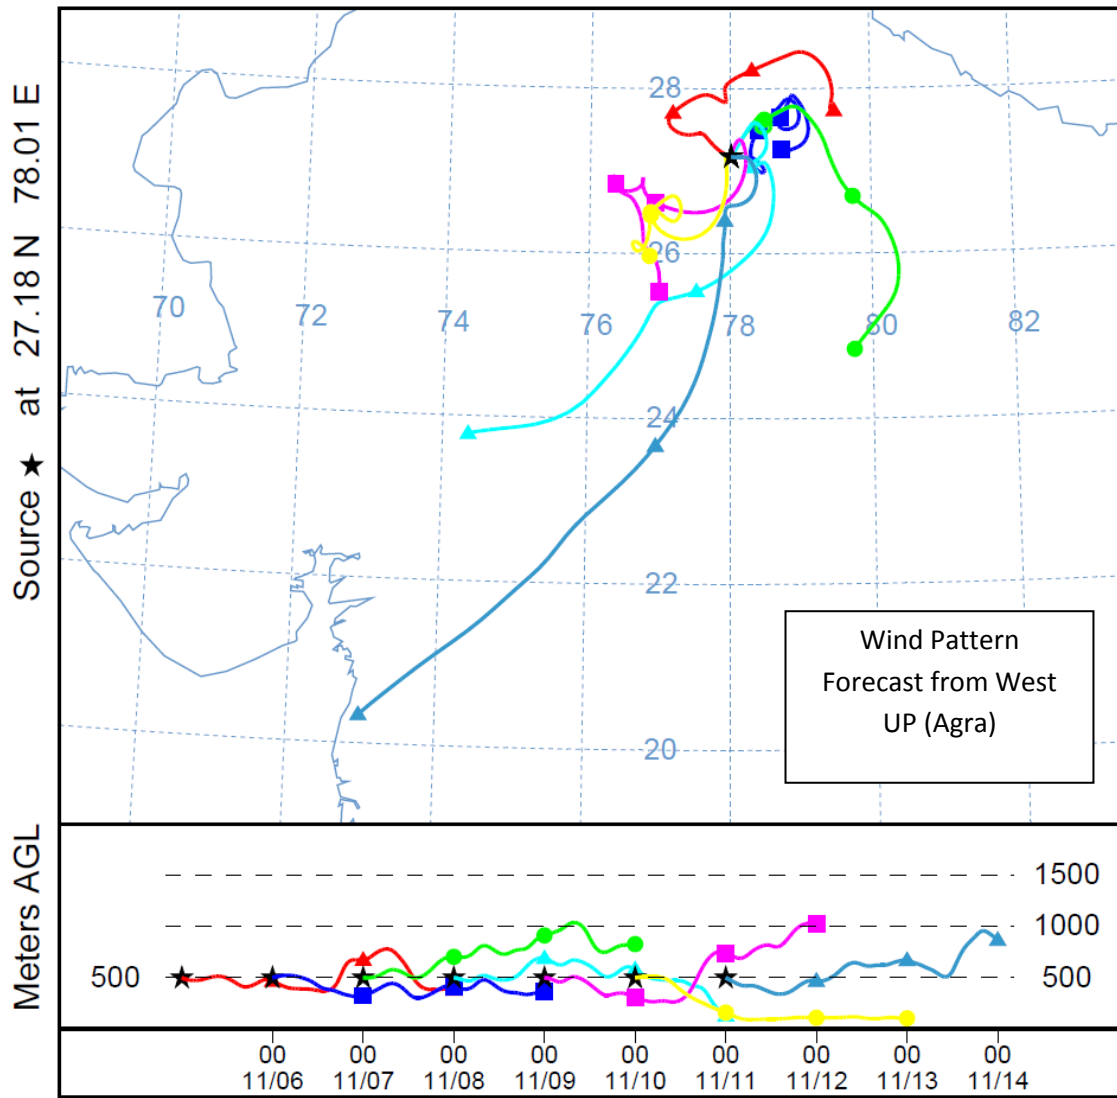 Source ★ at 27.18 N 78.01 E
28
26
70 72 74 76 78 80 82
24
22
20
Wind Pattern
Forecast from West
UP (Agra)
Meters AGL
1500
1000
500 500
00 00 00 00 00 00 00 00 00
11/06 11/07 11/08 11/09 11/10 11/11 11/12 11/13 11/14